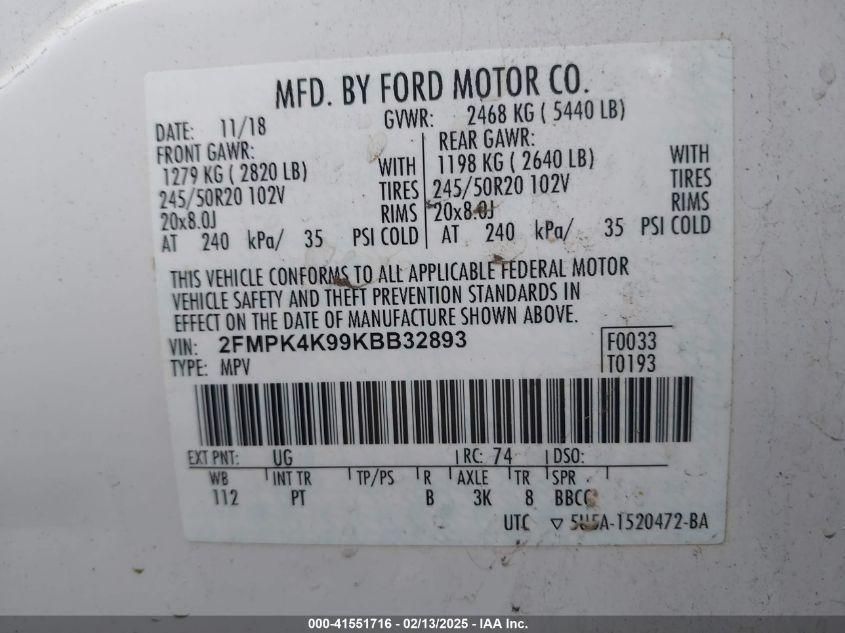 MFD. BY FORD MOTOR CO.
DATE: 11/18 GVWR: 2468 KG ( 5440 LB)
FRONT GAWR: REAR GAWR:
1279 KG ( 2820 LB) WITH 1198 KG ( 2640 LB) WITH
245/50R20 102V TIRES 245/50R20 102V TIRES
20x8.0J RIMS 20x8.0J RIMS
AT 240 kPa/ 35 PSI COLD AT 240 kPa/ 35 PSI COLD
THIS VEHICLE CONFORMS TO ALL APPLICABLE FEDERAL MOTOR
VEHICLE SAFETY AND THEFT PREVENTION STANDARDS IN
EFFECT ON THE DATE OF MANUFACTURE SHOWN ABOVE.
VIN: 2FMPK4K99KBB32893 F0033
TYPE: MPV T0193
EXT PNT: UG RC: 74 DSO:
WB INT TR TP/PS R AXLE TR SPR
112 PT B 3K 8 BBCC
UTC ▽ 5U5A-1520472-BA
000-41551716 - 02/13/2025 - IAAI.com Inc.